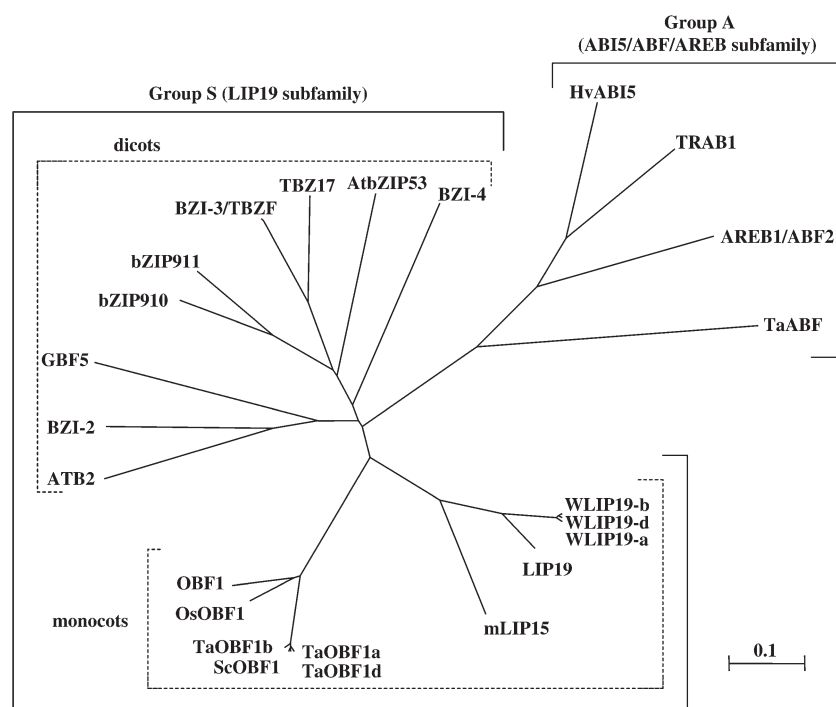 Group A
(ABI5/ABF/AREB subfamily)
Group S (LIP19 subfamily)
HvABI5
dicots
TRAB1
TBZ17
AtbZIP53
BZI-4
BZI-3/TBZF
AREB1/ABF2
bZIP911
bZIP910
TaABF
GBF5
BZI-2
ATB2
WLIP19-b
WLIP19-d
WLIP19-a
LIP19
OBF1
OsOBF1
mLIP15
monocots
TaOBF1b TaOBF1a
ScOBF1 TaOBF1d
0.1